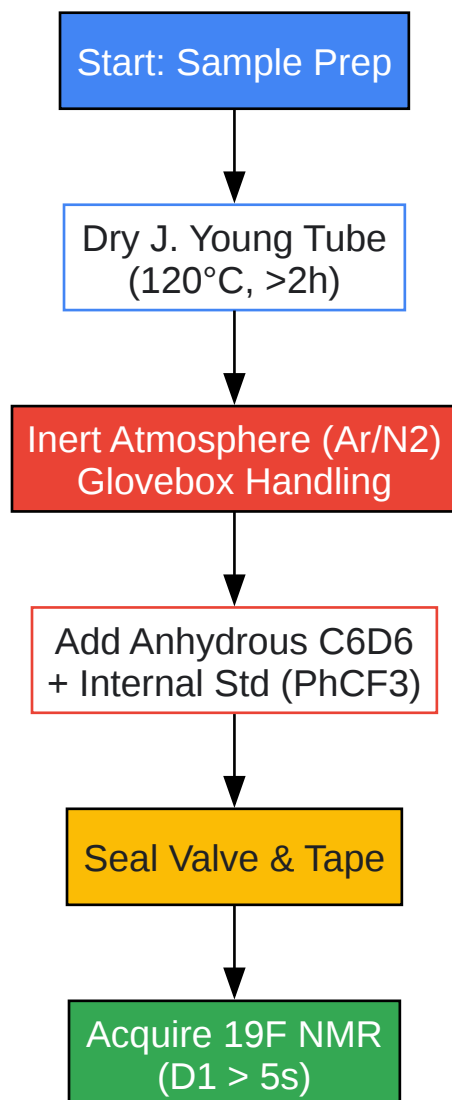 Start: Sample Prep
Dry J. Young Tube
(120°C, >2h)
Inert Atmosphere (Ar/N2)
Glovebox Handling
Add Anhydrous C6D6
+ Internal Std (PhCF3)
Seal Valve & Tape
Acquire 19F NMR
(D1 > 5s)